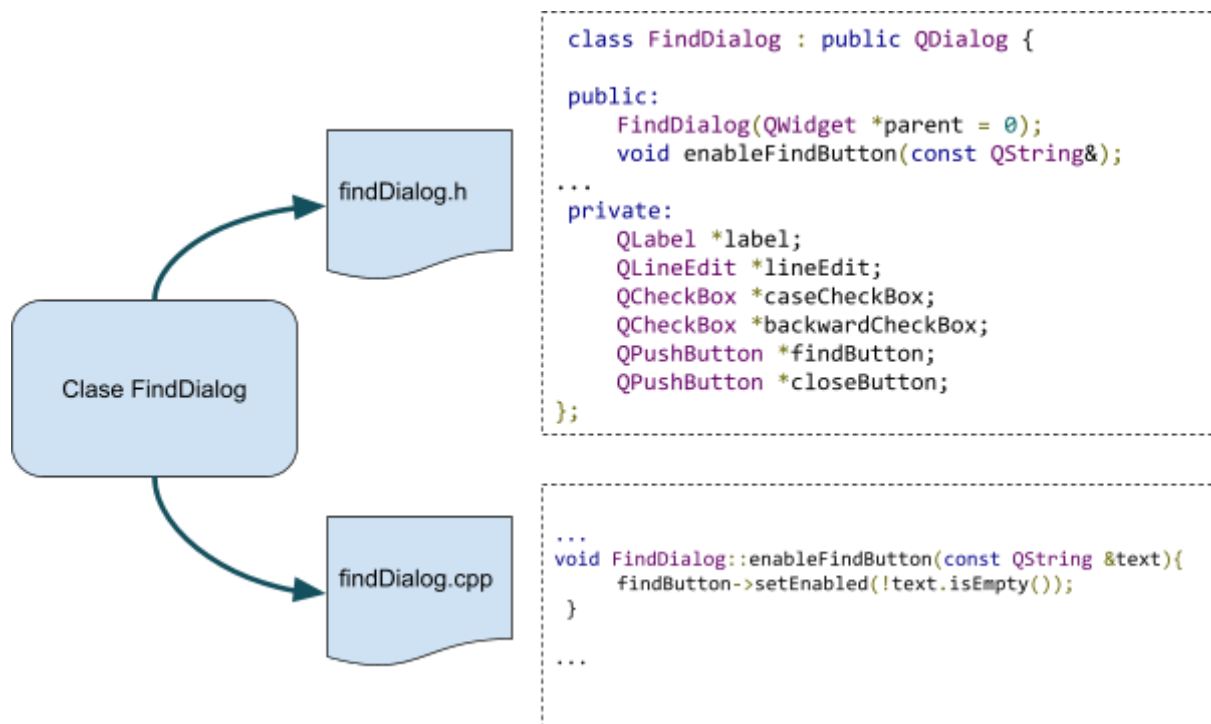 Clase FindDialog
findDialog.h
class FindDialog : public QDialog {
public:
FindDialog(QWidget *parent = 0);
void enableFindButton(const QString&);
...
private:
QLabel *label;
QLineEdit *lineEdit;
QCheckBox *caseCheckBox;
QCheckBox *backwardCheckBox;
QPushButton *findButton;
QPushButton *closeButton;
};
findDialog.cpp
...
void FindDialog::enableFindButton(const QString &text){
findButton->setEnabled(!text.isEmpty());
}
...